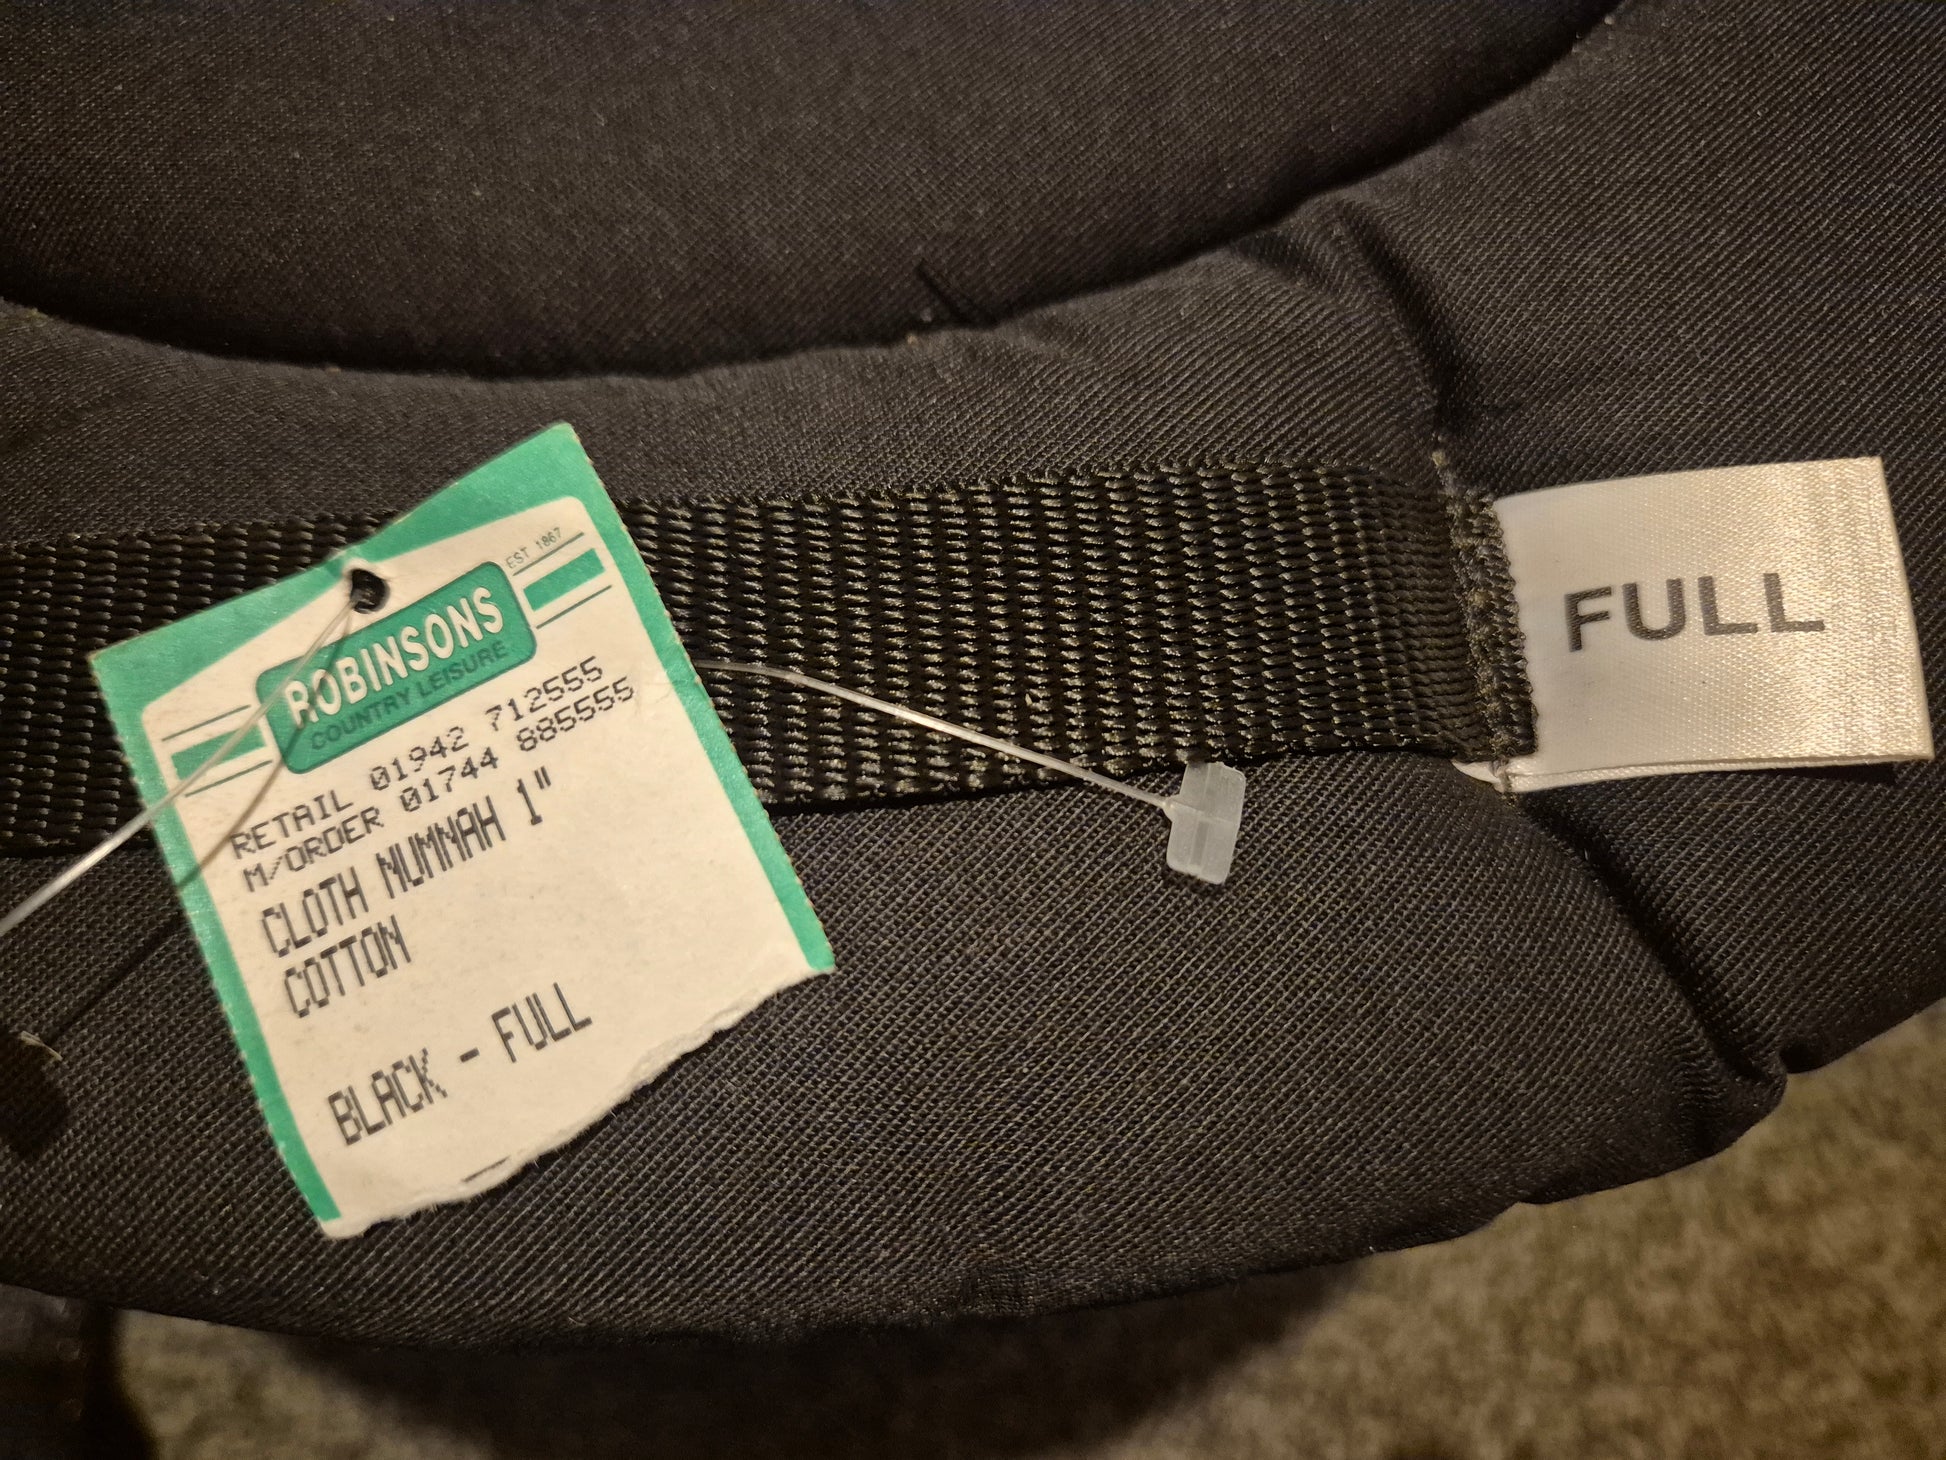 EST 1867
ROBINSONS
COUNTRY LEISURE
RETAIL 01942 712555
M/ORDER 01744 885555
CLOTH NUMNAH 1"
COTTON
BLACK - FULL
FULL